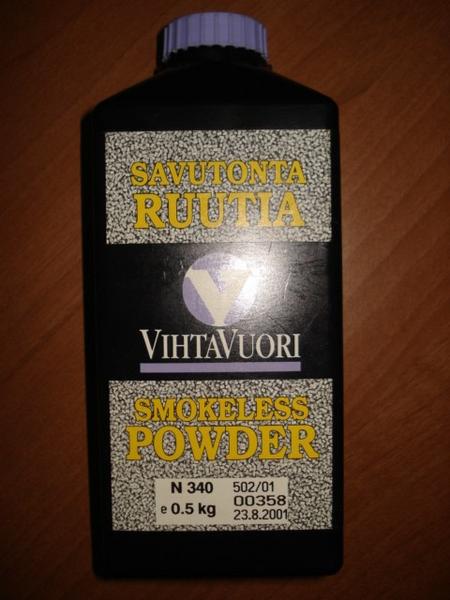 SAVUTONTA
RUUTIA
V
VIHTAVUORI
SMOKELESS
POWDER
N 340 502/01
00358
e 0.5 kg 23.8.2001